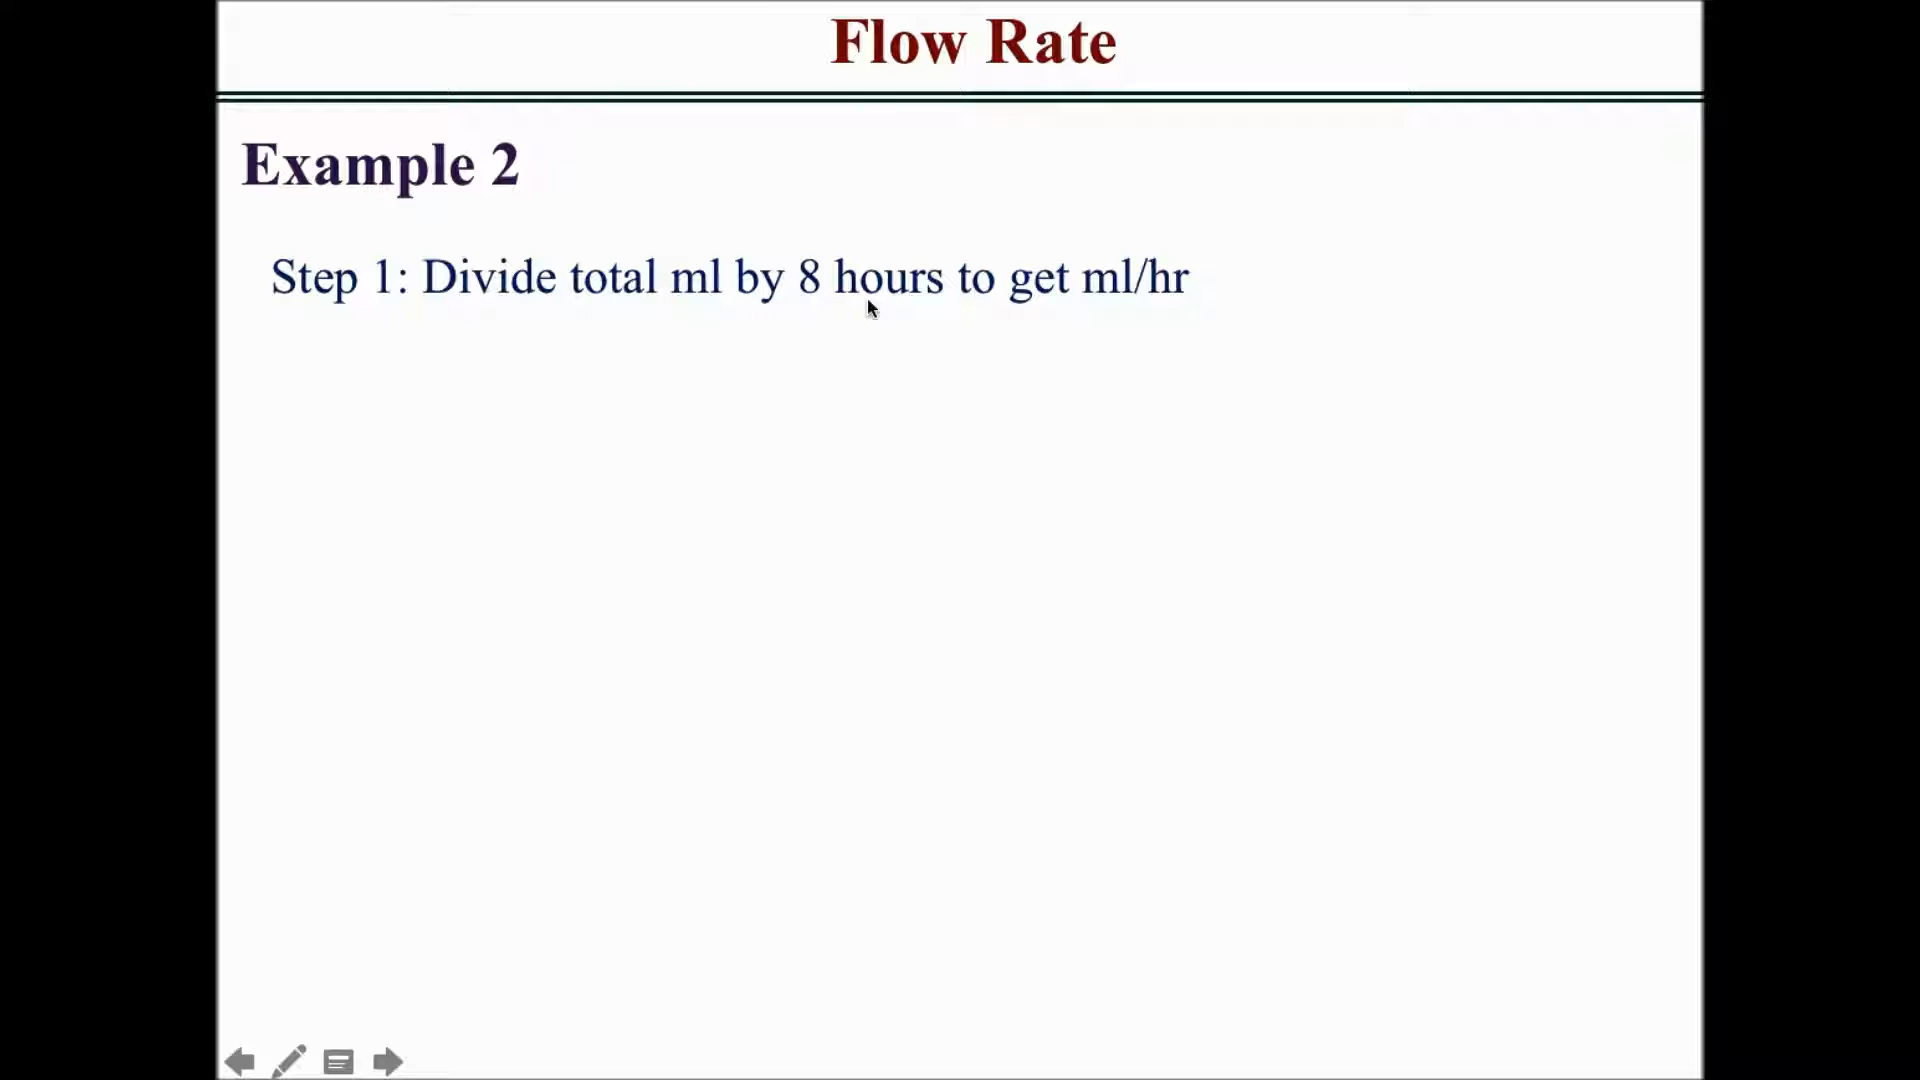 Flow Rate
Example 2
Step 1: Divide total ml by 8 hours to get ml/hr